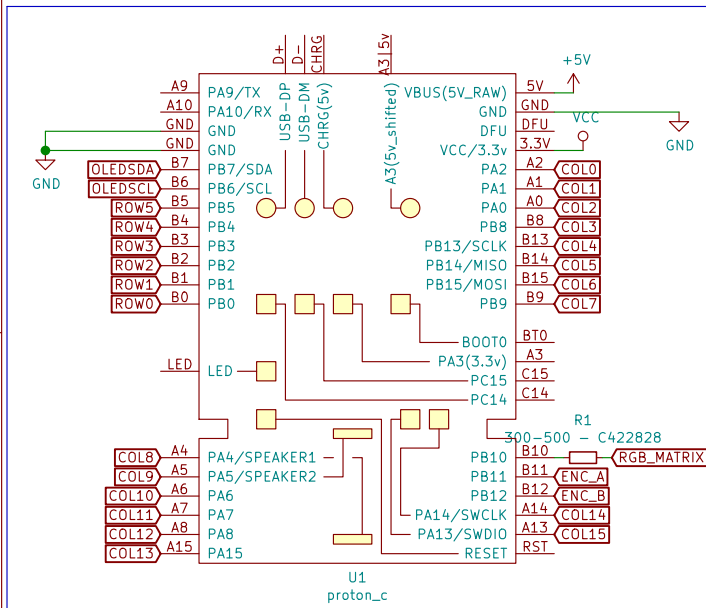 D+
D-
CHRG
A3|5v
+5V
A9 PA9/TX
A10 PA10/RX
GND GND
GND GND
GND
OLEDSDA B7 PB7/SDA
OLEDSCL B6 PB6/SCL
ROW5 B5 PB5
ROW4 B4 PB4
ROW3 B3 PB3
ROW2 B2 PB2
ROW1 B1 PB1
ROW0 B0 PB0
USB-DP
USB-DM
CHRG(5v)
A3(5v_shifted)
VBUS(5V_RAW) 5V
GND GND
DFU DFU
VCC
VCC/3.3v 3.3V
GND
PA2 A2 COL0
PA1 A1 COL1
PA0 A0 COL2
PB8 B8 COL3
PB13/SCLK B13 COL4
PB14/MISO B14 COL5
PB15/MOSI B15 COL6
PB9 B9 COL7
BOOT0 BT0
PA3(3.3v) A3
PC15 C15
PC14 C14
LED LED
R1
300-500 - C422828
COL8 A4 PA4/SPEAKER1
COL9 A5 PA5/SPEAKER2
COL10 A6 PA6
COL11 A7 PA7
COL12 A8 PA8
COL13 A15 PA15
PB10 B10 RGB_MATRIX
PB11 B11 ENC_A
PB12 B12 ENC_B
PA14/SWCLK A14 COL14
PA13/SWDIO A13 COL15
RESET RST
U1
proton_c